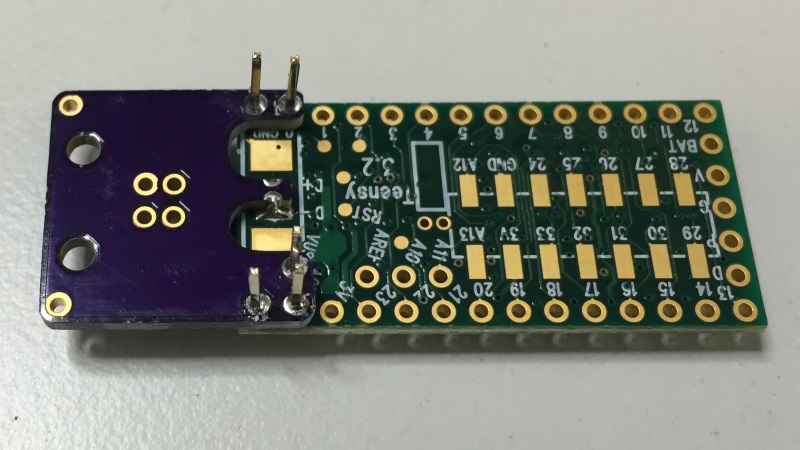 GND
1
2
3
4
5
6
7
8
9
10
11
12
BAT
3.2
Teensy
D+
D-
RST
AREF
A10
A11
A12
GND
24
25
26
27
28
V
G
A13
3V
33
32
31
30
29
D
3V
23
22
21
20
19
18
17
16
15
14
13